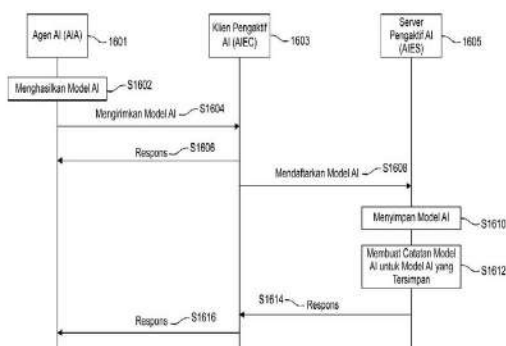 Agen AI (AIA)
1601
Klien Pengaktif
AI (AIEC)
1603
Server
Pengaktif AI
(AIES)
1605
Menghasilkan Model AI
S1602
Mengirimkan Model AI
S1604
Respons
S1606
Mendaftarkan Model AI
S1608
Menyimpan Model AI
S1610
Membuat Catatan Model
AI untuk Model AI yang
Tersimpan
S1612
S1614
Respons
Respons
S1616